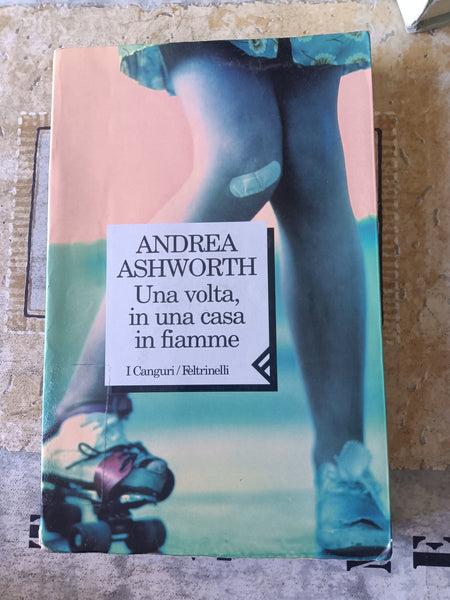 ANDREA
ASHWORTH
Una volta,
in una casa
in fiamme
I Canguri/Feltrinelli